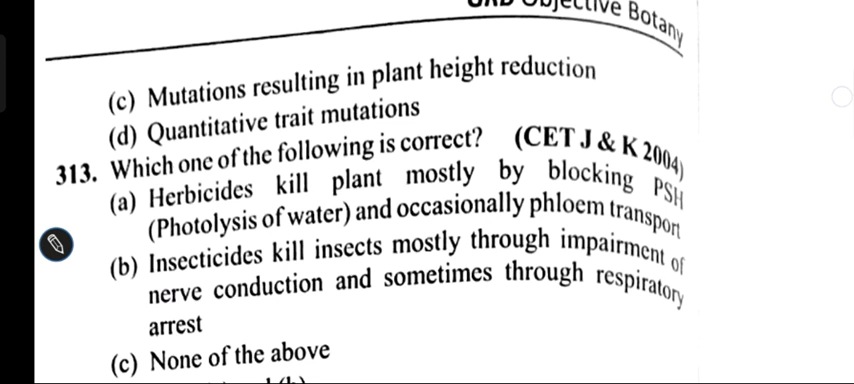 Objective Botany
(c) Mutations resulting in plant height reduction
(d) Quantitative trait mutations
313. Which one of the following is correct? (CET J & K 2004)
(a) Herbicides kill plant mostly by blocking PSH
(Photolysis of water) and occasionally phloem transport
(b) Insecticides kill insects mostly through impairment of
nerve conduction and sometimes through respiratory
arrest
(c) None of the above